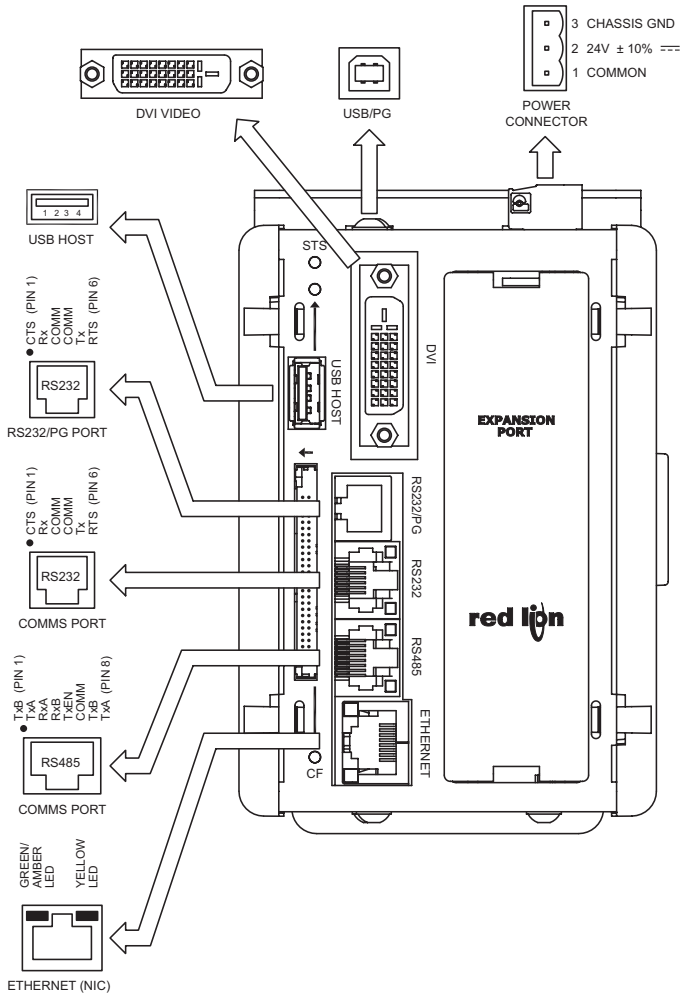 3 CHASSIS GND
2 24V ± 10% ⎓
1 COMMON
DVI VIDEO
USB/PG
POWER
CONNECTOR
1 2 3 4
USB HOST
STS
DVI
USB HOST
CTS (PIN 1)
Rx
COMM
COMM
Tx
RTS (PIN 6)
RS232
RS232/PG PORT
EXPANSION
PORT
RS232/PG
CTS (PIN 1)
Rx
COMM
COMM
Tx
RTS (PIN 6)
RS232
COMMS PORT
RS232
red lion
RS485
TxB (PIN 1)
TxA
RxA
RxB
TxEN
COMM
TxB
TxA (PIN 8)
RS485
COMMS PORT
ETHERNET
CF
GREEN/
AMBER
LED
YELLOW
LED
ETHERNET (NIC)